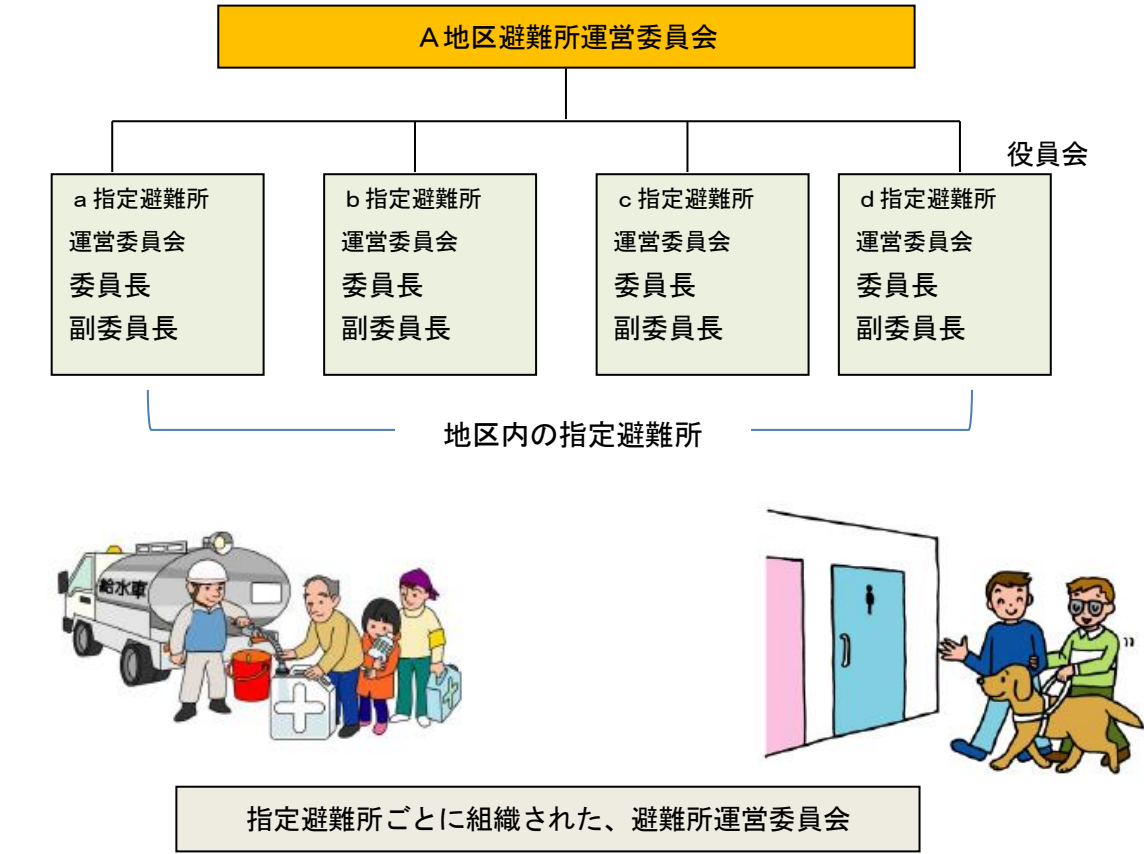 A地区避難所運営委員会
役員会
a指定避難所
運営委員会
委員長
副委員長
b指定避難所
運営委員会
委員長
副委員長
c指定避難所
運営委員会
委員長
副委員長
d指定避難所
運営委員会
委員長
副委員長
地区内の指定避難所
給水車
指定避難所ごとに組織された、避難所運営委員会